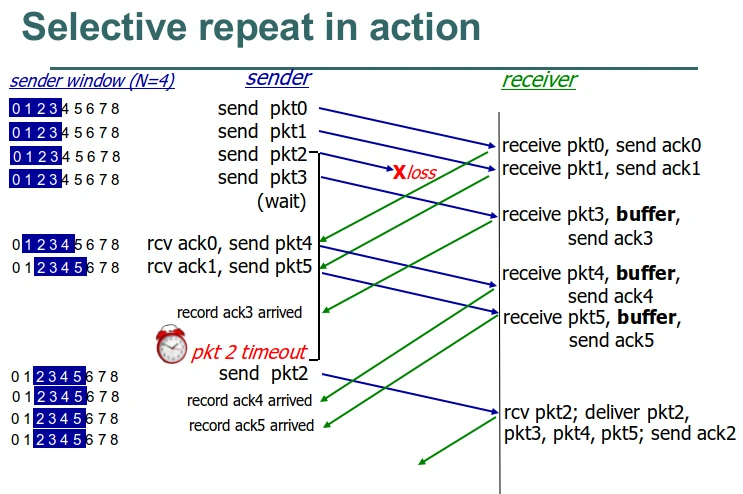 Selective repeat in action
sender window (N=4)
sender
receiver
0 1 2 3 4 5 6 7 8
send pkt0
0 1 2 3 4 5 6 7 8
send pkt1
0 1 2 3 4 5 6 7 8
send pkt2
0 1 2 3 4 5 6 7 8
send pkt3
(wait)
X loss
receive pkt0, send ack0
receive pkt1, send ack1
receive pkt3, buffer,
send ack3
0 1 2 3 4 5 6 7 8
rcv ack0, send pkt4
0 1 2 3 4 5 6 7 8
rcv ack1, send pkt5
receive pkt4, buffer,
send ack4
record ack3 arrived
receive pkt5, buffer,
send ack5
pkt 2 timeout
0 1 2 3 4 5 6 7 8
send pkt2
0 1 2 3 4 5 6 7 8
record ack4 arrived
0 1 2 3 4 5 6 7 8
record ack5 arrived
0 1 2 3 4 5 6 7 8
rcv pkt2; deliver pkt2,
pkt3, pkt4, pkt5; send ack2